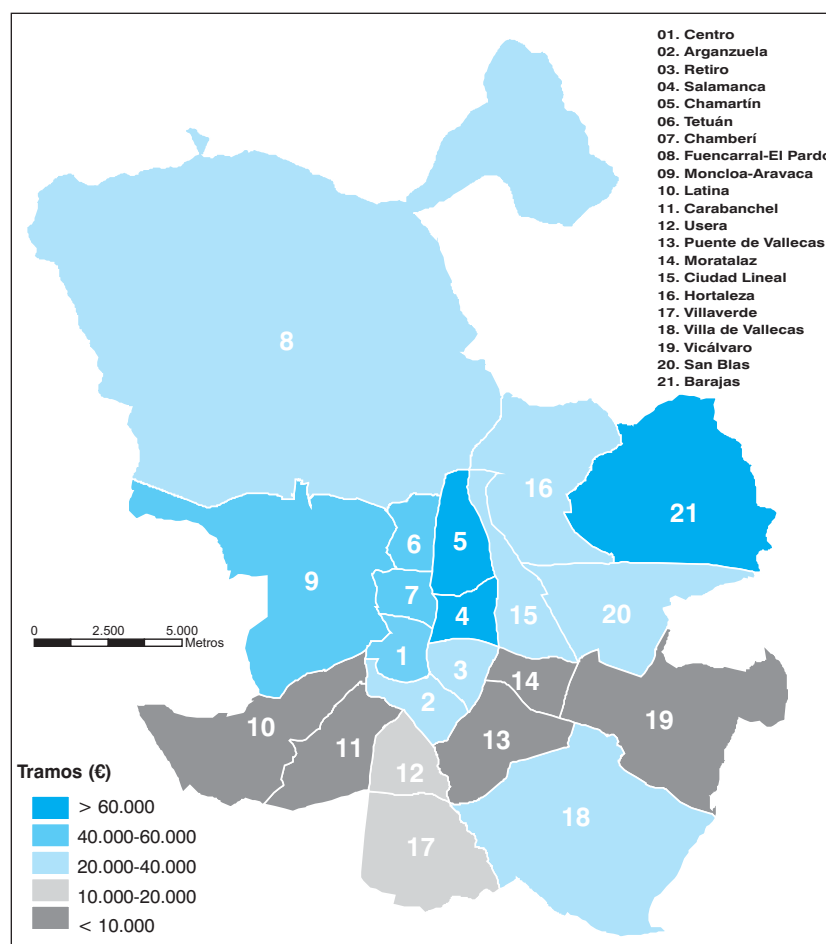 01. Centro
02. Arganzuela
03. Retiro
04. Salamanca
05. Chamartín
06. Tetuán
07. Chamberí
08. Fuencarral-El Pardo
09. Moncloa-Aravaca
10. Latina
11. Carabanchel
12. Usera
13. Puente de Vallecas
14. Moratalaz
15. Ciudad Lineal
16. Hortaleza
17. Villaverde
18. Villa de Vallecas
19. Vicálvaro
20. San Blas
21. Barajas
8
16
21
5
6
9
7
4
15
20
1
3
2
14
10
19
11
13
12
18
17
0 2.500 5.000
Metros
Tramos (€)
> 60.000
40.000-60.000
20.000-40.000
10.000-20.000
< 10.000